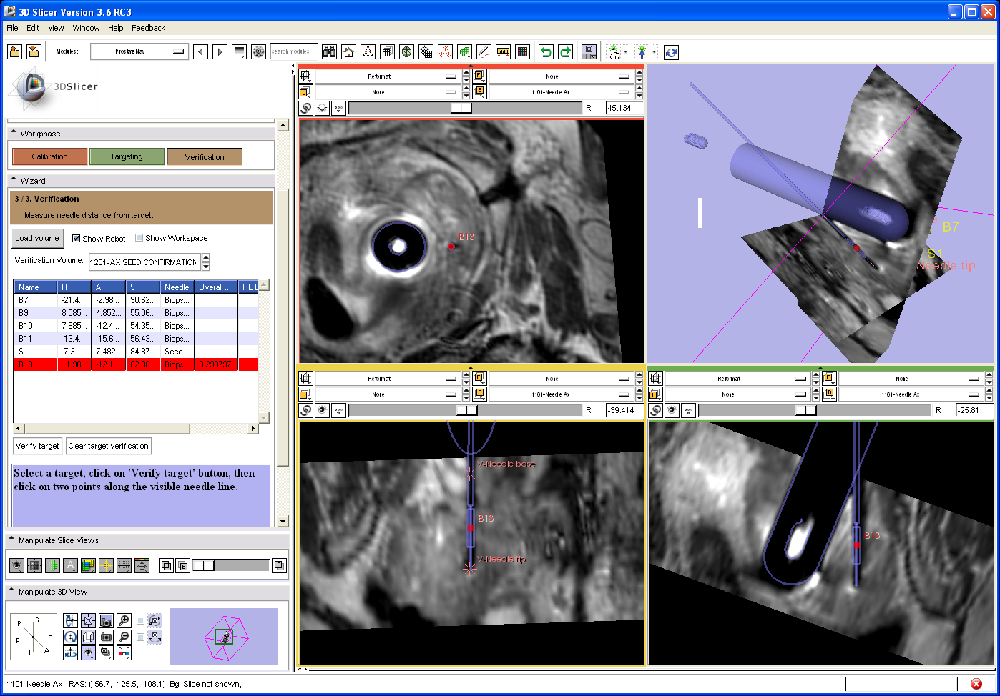 3D Slicer Version 3.6 RC3
File Edit View Window Help Feedback
Modules: ProstateNav search modules
3DSlicer
Workphase
Calibration Targeting Verification
Wizard
3 / 3. Verification
Measure needle distance from target.
Load volume Show Robot Show Workspace
Verification Volume: 1201-AX SEED CONFIRMATION
Name R A S Needle Overall ... RL E
B7 -21.4... -2.98... 90.62... Biops...
B9 8.585... 4.852... 55.06... Biops...
B10 7.885... -12.4... 54.35... Biops...
B11 -13.4... -15.6... 56.43... Biops...
S1 -7.31... 7.482... 84.87... Seed...
B13 11.90... -12.1... 62.98... Biops... 0.299797
Verify target Clear target verification
Select a target, click on 'Verify target' button, then
click on two points along the visible needle line.
Manipulate Slice Views
Manipulate 3D View
P S
R L
I A
Reformat None
None 1101-Needle Ax
R 45.134
B13
B7
S1
Needle tip
Reformat None
None 1101-Needle Ax
R -39.414
V-Needle base
B13
V-Needle tip
Reformat None
None 1101-Needle Ax
R -25.81
B13
1101-Needle Ax RAS: (-56.7, -125.5, -108.1), Bg: Slice not shown,